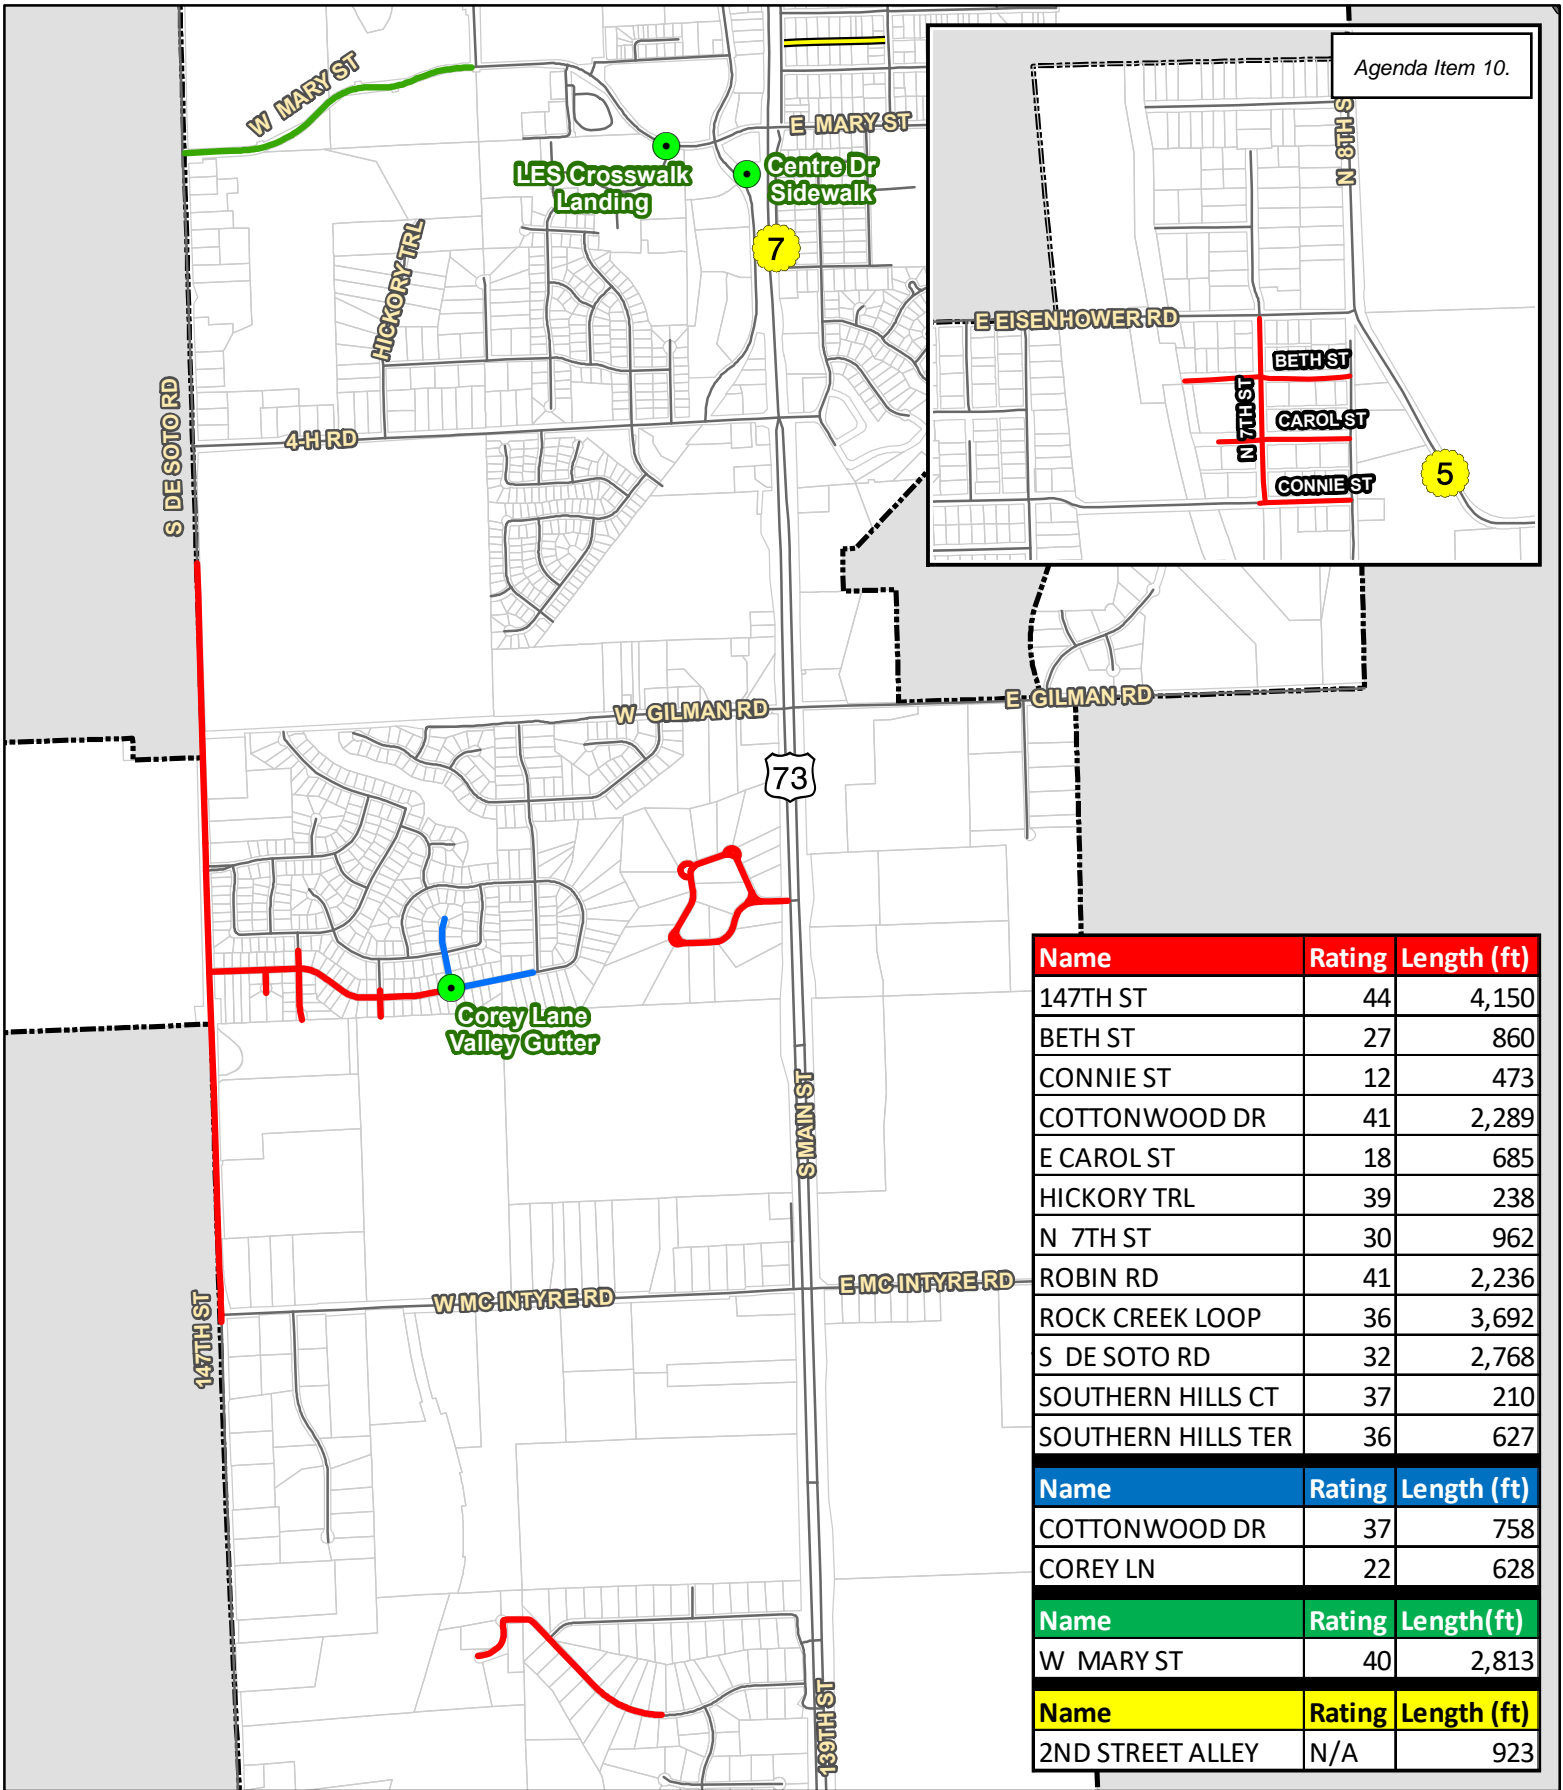 Agenda Item 10.
W MARY ST
E MARY ST
LES Crosswalk
Landing
Centre Dr
Sidewalk
7
HICKORY TRL
N 8TH S
E EISENHOWER RD
BETH ST
N 7TH ST
CAROL ST
CONNIE ST
5
S DE SOTO RD
4-H RD
W GILMAN RD
E GILMAN RD
73
Corey Lane
Valley Gutter
S MAIN ST
147TH ST
W MC INTYRE RD
E MC INTYRE RD
139TH ST
Name Rating Length (ft)
147TH ST 44 4,150
BETH ST 27 860
CONNIE ST 12 473
COTTONWOOD DR 41 2,289
E CAROL ST 18 685
HICKORY TRL 39 238
N 7TH ST 30 962
ROBIN RD 41 2,236
ROCK CREEK LOOP 36 3,692
S DE SOTO RD 32 2,768
SOUTHERN HILLS CT 37 210
SOUTHERN HILLS TER 36 627
Name Rating Length (ft)
COTTONWOOD DR 37 758
COREY LN 22 628
Name Rating Length(ft)
W MARY ST 40 2,813
Name Rating Length (ft)
2ND STREET ALLEY N/A 923